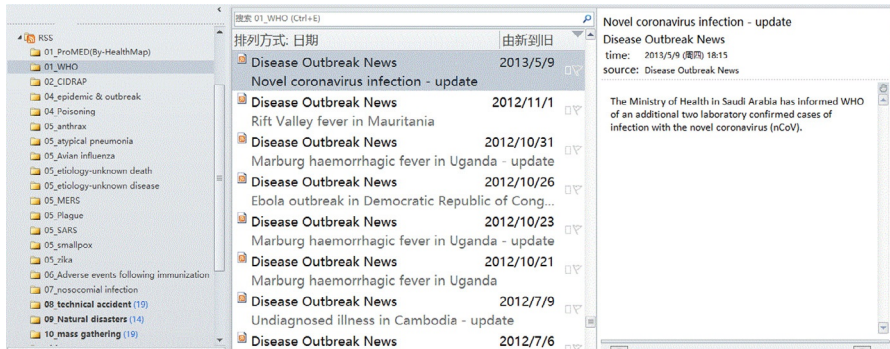 RSS
01_ProMED(By-HealthMap)
01_WHO
02_CIDRAP
04_epidemic & outbreak
04_Poisoning
05_anthrax
05_atypical pneumonia
05_Avian influenza
05_etiology-unknown death
05_etiology-unknown disease
05_MERS
05_Plague
05_SARS
05_smallpox
05_zika
06_Adverse events following immunization
07_nosocomial infection
08_technical accident (19)
09_Natural disasters (14)
10_mass gathering (19)
搜索 01_WHO (Ctrl+E)
排列方式: 日期 由新到旧
Disease Outbreak News 2013/5/9
Novel coronavirus infection - update
Disease Outbreak News 2012/11/1
Rift Valley fever in Mauritania
Disease Outbreak News 2012/10/31
Marburg haemorrhagic fever in Uganda - update
Disease Outbreak News 2012/10/26
Ebola outbreak in Democratic Republic of Cong...
Disease Outbreak News 2012/10/23
Marburg haemorrhagic fever in Uganda - update
Disease Outbreak News 2012/10/21
Marburg haemorrhagic fever in Uganda
Disease Outbreak News 2012/7/9
Undiagnosed illness in Cambodia - update
Disease Outbreak News 2012/7/6
Novel coronavirus infection - update
Disease Outbreak News
time: 2013/5/9 (周四) 18:15
source: Disease Outbreak News
The Ministry of Health in Saudi Arabia has informed WHO
of an additional two laboratory confirmed cases of
infection with the novel coronavirus (nCoV).